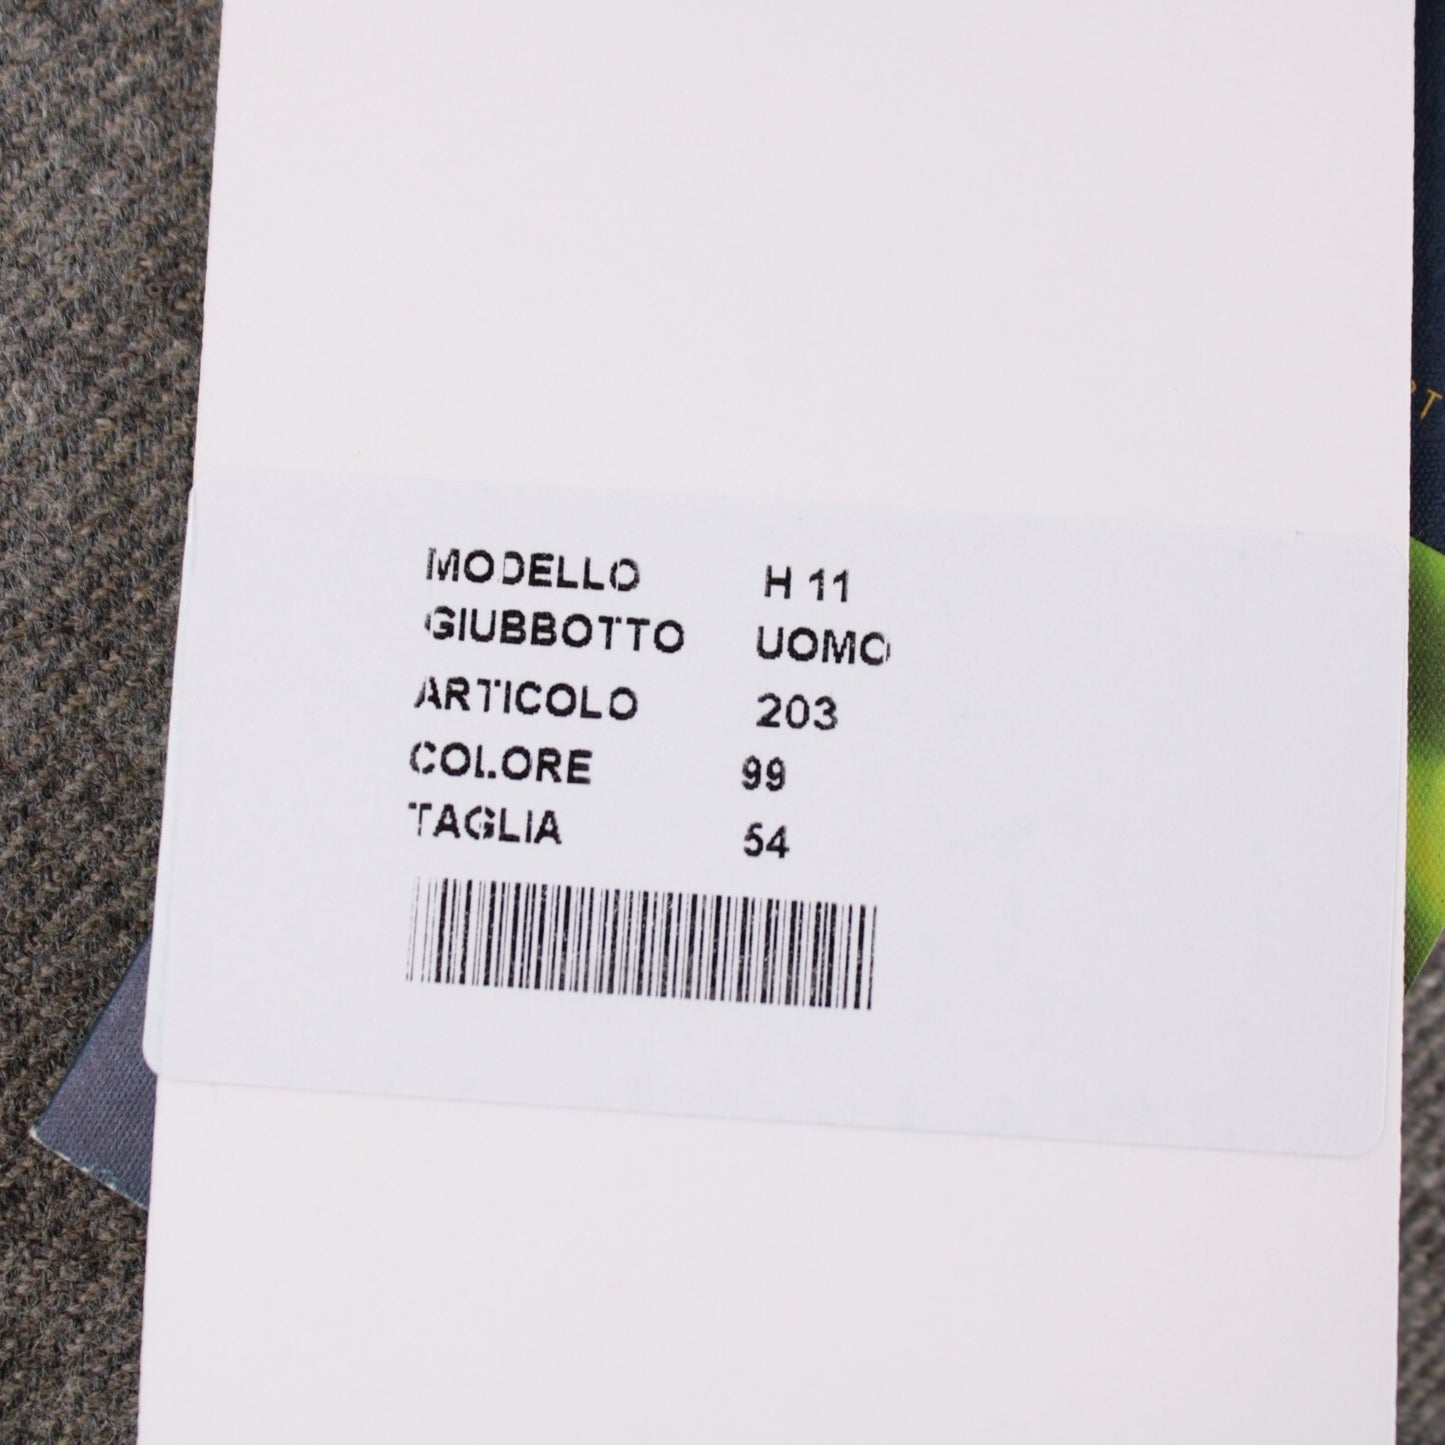 MODELLO H 11
GIUBBOTTO UOMO
ARTICOLO 203
COLORE 99
TAGLIA 54